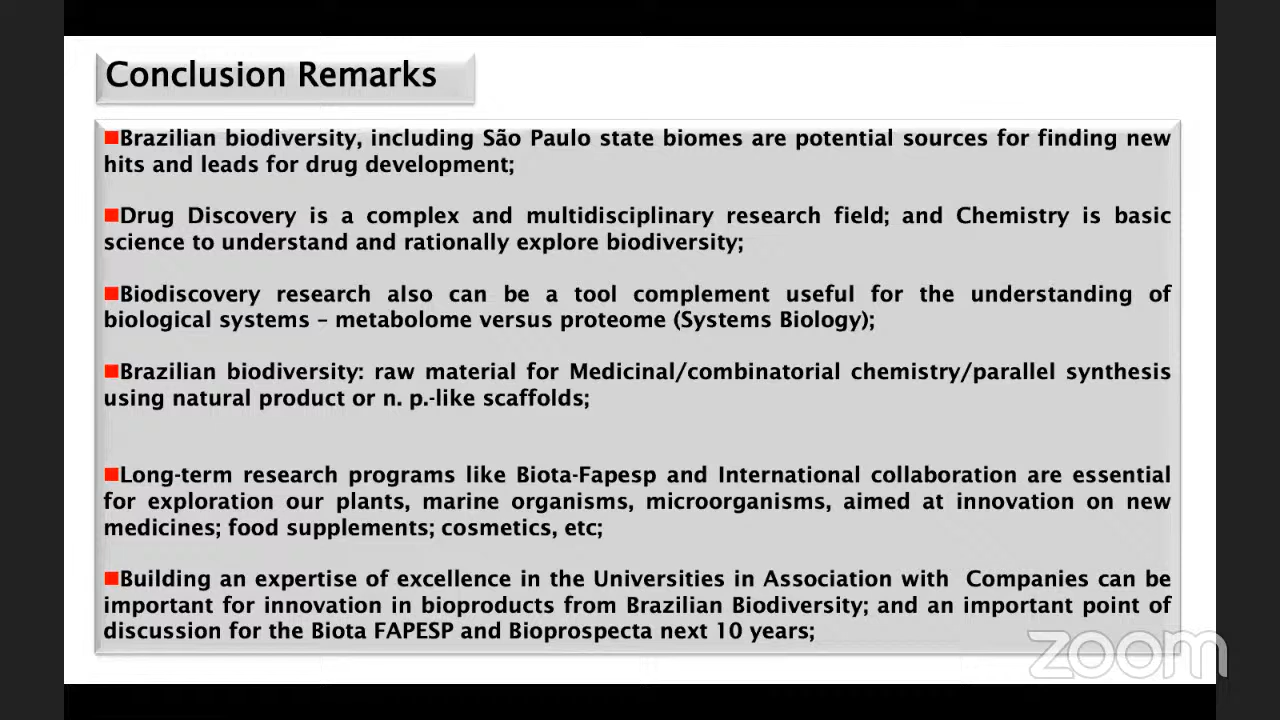 Conclusion Remarks
Brazilian biodiversity, including São Paulo state biomes are potential sources for finding new
hits and leads for drug development;
Drug Discovery is a complex and multidisciplinary research field; and Chemistry is basic
science to understand and rationally explore biodiversity;
Biodiscovery research also can be a tool complement useful for the understanding of
biological systems – metabolome versus proteome (Systems Biology);
Brazilian biodiversity: raw material for Medicinal/combinatorial chemistry/parallel synthesis
using natural product or n. p.-like scaffolds;
Long-term research programs like Biota-Fapesp and International collaboration are essential
for exploration our plants, marine organisms, microorganisms, aimed at innovation on new
medicines; food supplements; cosmetics, etc;
Building an expertise of excellence in the Universities in Association with  Companies can be
important for innovation in bioproducts from Brazilian Biodiversity; and an important point of
discussion for the Biota FAPESP and Bioprospecta next 10 years;
zoom